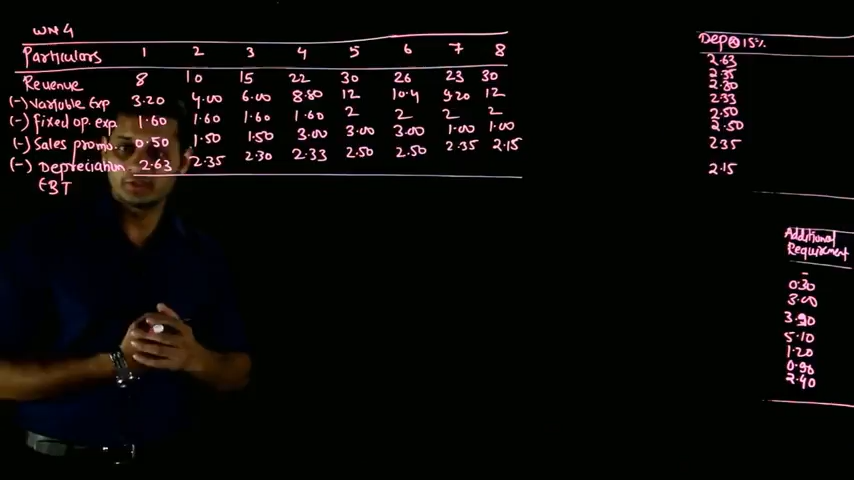 WN 4
Particulars 1 2 3 4 5 6 7 8
Revenue 8 10 15 22 30 26 23 30
(-) Variable Exp 3.20 4.00 6.00 8.80 12 10.4 9.20 12
(-) fixed op. exp 1.60 1.60 1.60 1.60 2 2 2 2
(-) Sales promo. 0.50 1.50 1.50 3.00 3.00 3.00 1.00 1.00
(-) Depreciation 2.63 2.35 2.30 2.33 2.50 2.50 2.35 2.15
EBT
Dep @ 15%
2.63
2.35
2.30
2.33
2.50
2.50
2.35
2.15
Additional
Requirement
-
0.30
3.00
3.90
5.10
1.20
0.90
2.40